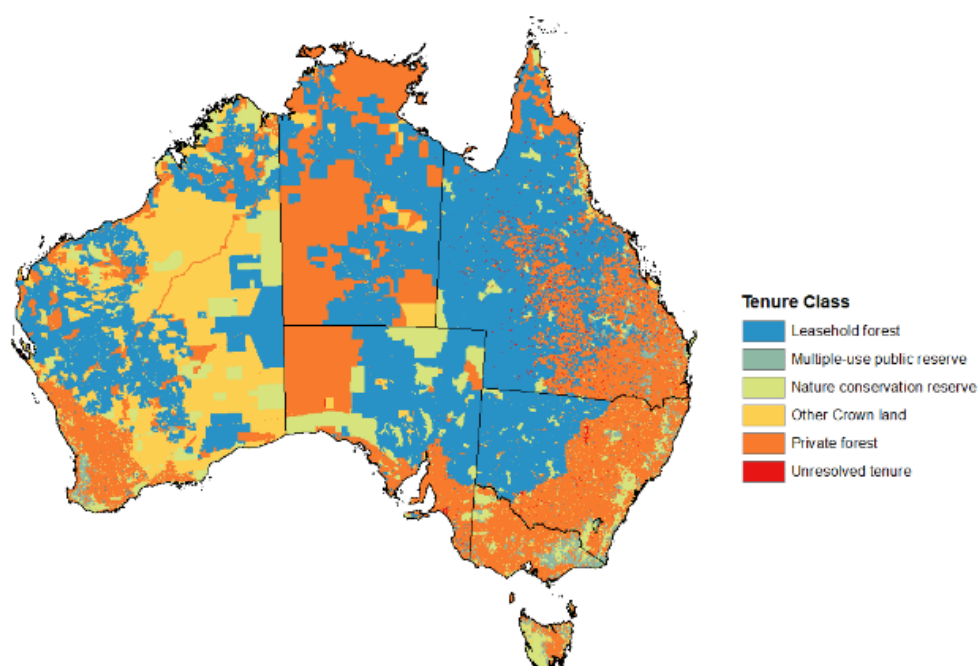 Tenure Class
Leasehold forest
Multiple-use public reserve
Nature conservation reserve
Other Crown land
Private forest
Unresolved tenure